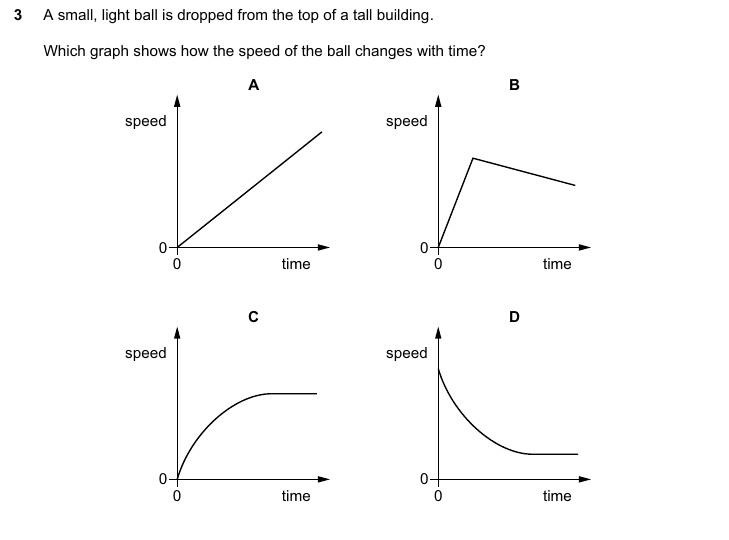 3 A small, light ball is dropped from the top of a tall building.
Which graph shows how the speed of the ball changes with time?
A
speed
0
0
time
B
speed
0
0
time
C
speed
0
0
time
D
speed
0
0
time